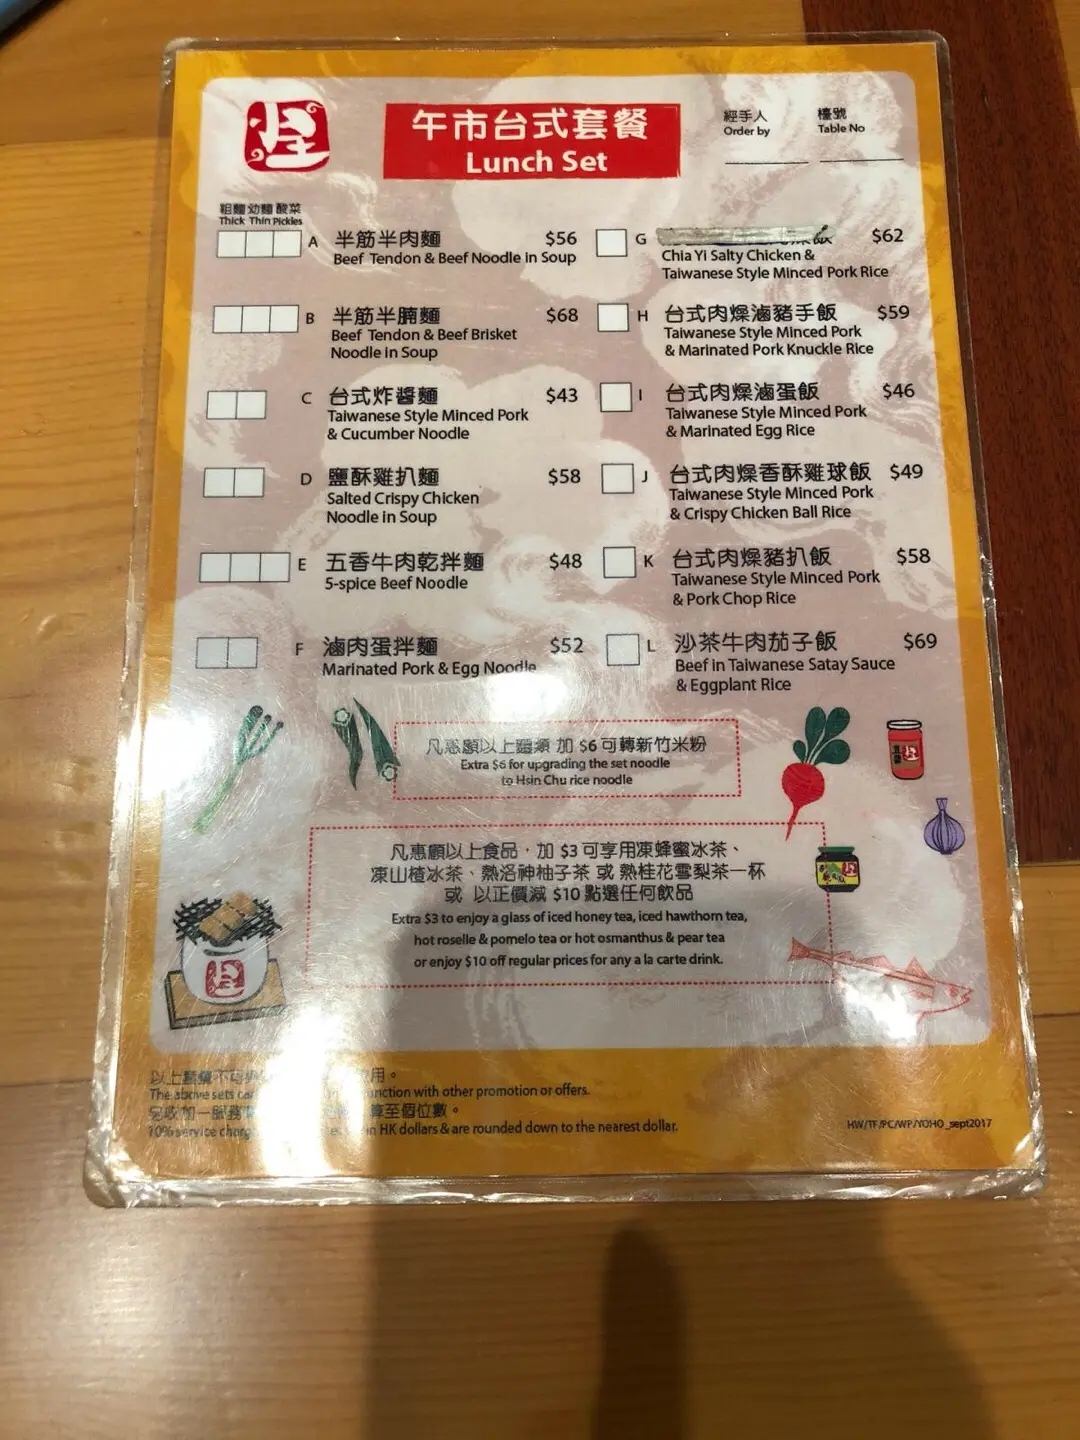 午市台式套餐
Lunch Set
經手人
Order by
檯號
Table No
粗麵 幼麵 酸菜
Thick Thin Pickles
A 半筋半肉麵 $56
Beef Tendon & Beef Noodle in Soup
B 半筋半腩麵 $68
Beef Tendon & Beef Brisket
Noodle in Soup
C 台式炸醬麵 $43
Taiwanese Style Minced Pork
& Cucumber Noodle
D 鹽酥雞扒麵 $58
Salted Crispy Chicken
Noodle in Soup
E 五香牛肉乾拌麵 $48
5-spice Beef Noodle
F 滷肉蛋拌麵 $52
Marinated Pork & Egg Noodle
G 飯 $62
Chia Yi Salty Chicken &
Taiwanese Style Minced Pork Rice
H 台式肉燥滷豬手飯 $59
Taiwanese Style Minced Pork
& Marinated Pork Knuckle Rice
I 台式肉燥滷蛋飯 $46
Taiwanese Style Minced Pork
& Marinated Egg Rice
J 台式肉燥香酥雞球飯 $49
Taiwanese Style Minced Pork
& Crispy Chicken Ball Rice
K 台式肉燥豬扒飯 $58
Taiwanese Style Minced Pork
& Pork Chop Rice
L 沙茶牛肉茄子飯 $69
Beef in Taiwanese Satay Sauce
& Eggplant Rice
凡惠顧以上麵類 加 $6 可轉新竹米粉
Extra $6 for upgrading the set noodle
to Hsin Chu rice noodle
凡惠顧以上食品，加 $3 可享用凍蜂蜜冰茶、
凍山楂冰茶、熱洛神柚子茶 或 熱桂花雪梨茶一杯
或 以正價減 $10 點選任何飲品
Extra $3 to enjoy a glass of iced honey tea, iced hawthorn tea,
hot roselle & pomelo tea or hot osmanthus & pear tea
or enjoy $10 off regular prices for any a la carte drink.
以上 不可 用。
The above sets with other promotion or offers.
另收加一服務 算至個位數。
10% service in HK dollars & are rounded down to the nearest dollar.
HW/TF/PC/WP/YOHO_sept2017